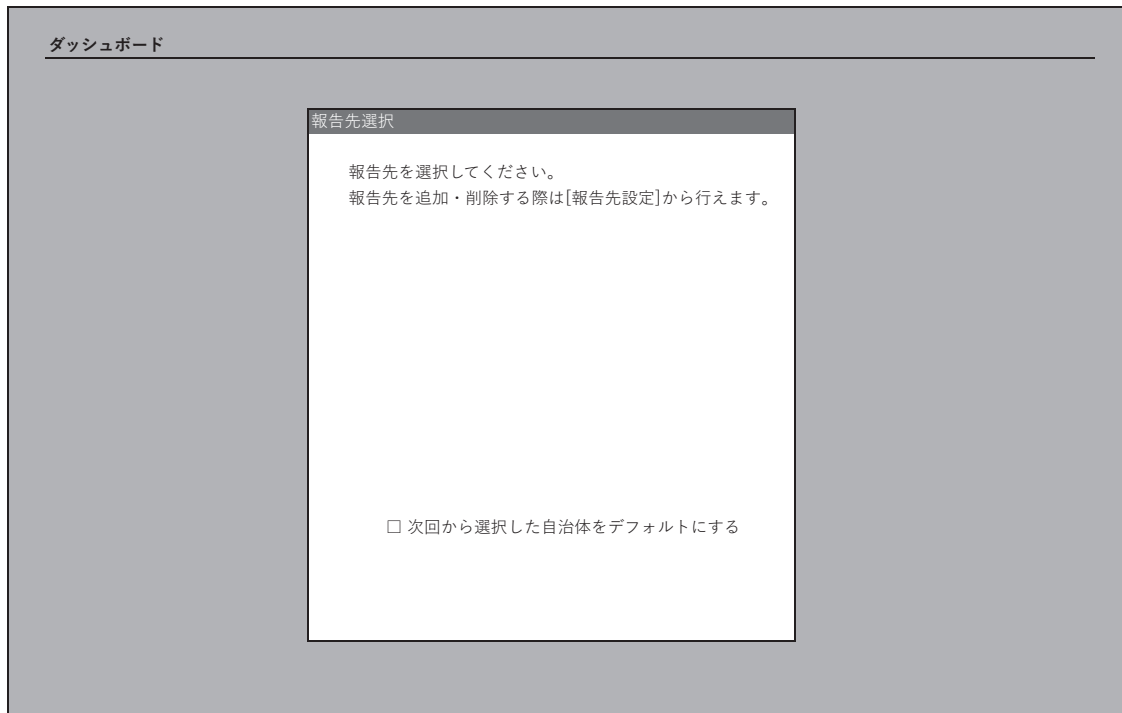 ダッシュボード
報告先選択
報告先を選択してください。
報告先を追加・削除する際は[報告先設定]から行えます。
□ 次回から選択した自治体をデフォルトにする